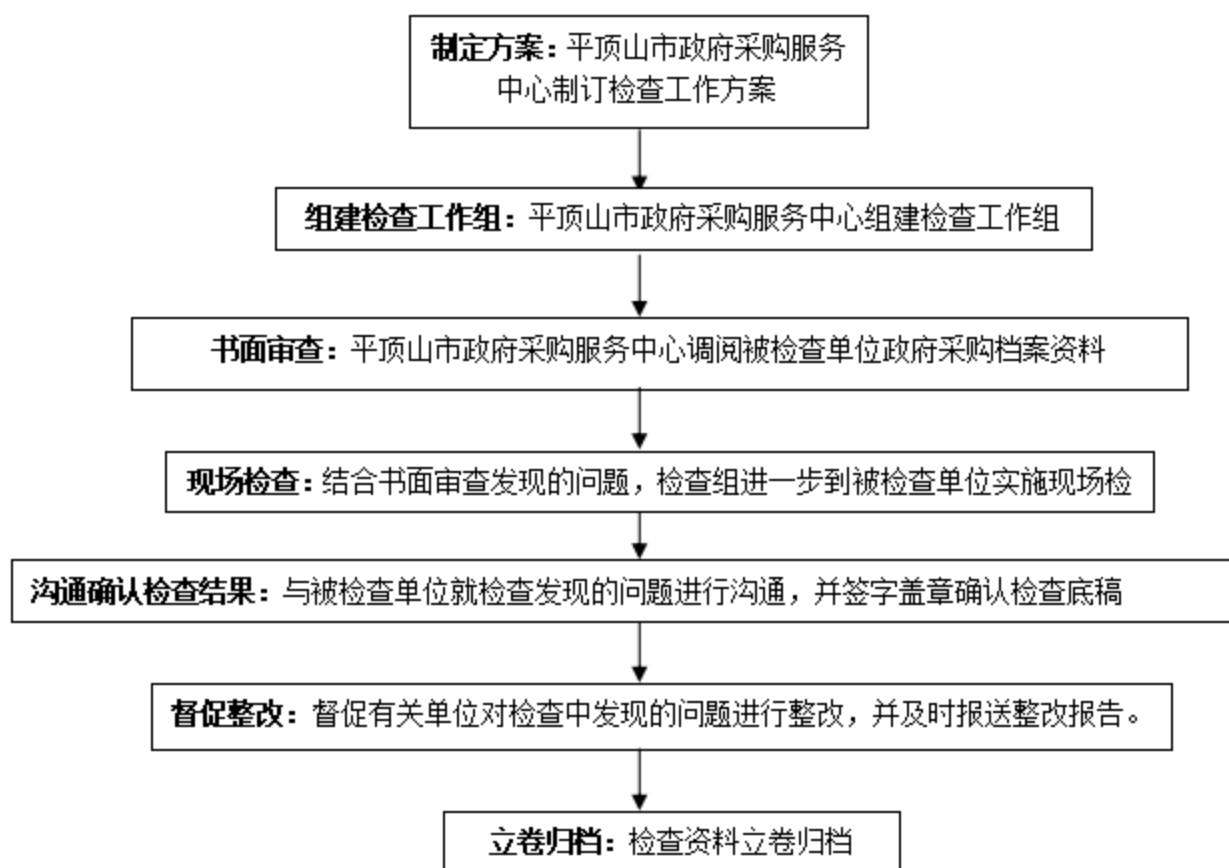 制定方案：平顶山市政府采购服务
中心制订检查工作方案
组建检查工作组：平顶山市政府采购服务中心组建检查工作组
书面审查：平顶山市政府采购服务中心调阅被检查单位政府采购档案资料
现场检查：结合书面审查发现的问题，检查组进一步到被检查单位实施现场检
沟通确认检查结果：与被检查单位就检查发现的问题进行沟通，并签字盖章确认检查底稿
督促整改：督促有关单位对检查中发现的问题进行整改，并及时报送整改报告。
立卷归档：检查资料立卷归档